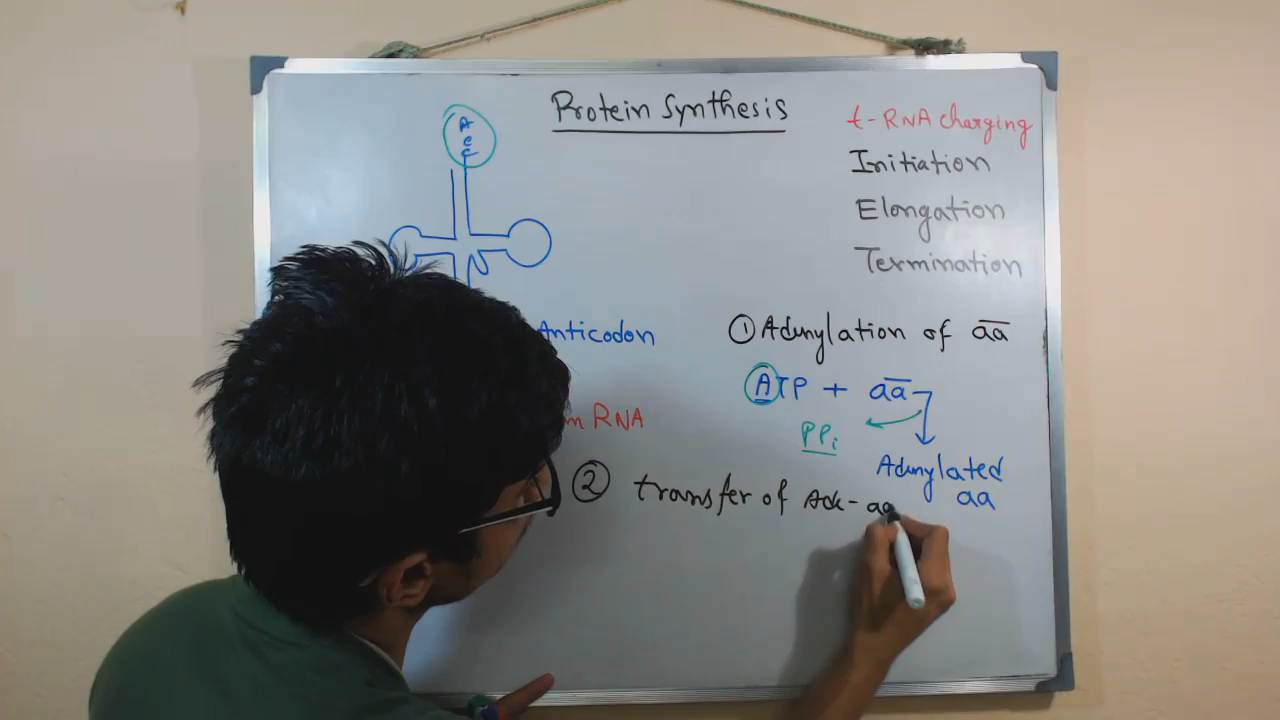 Protein Synthesis
t-RNA charging
Initiation
Elongation
Termination
A
c
c
Anticodon
m RNA
① Adenylation of aa
ATP + aa
PPi
Adenylated
aa
② transfer of Ade-aa